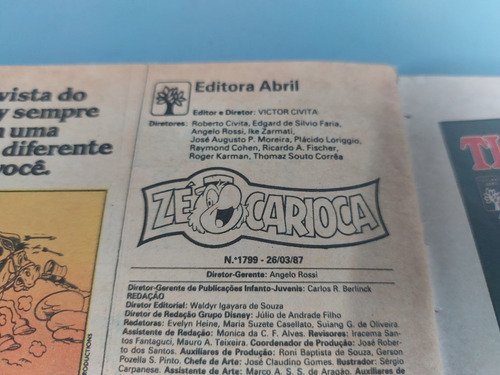 vista do
y sempre
uma
diferente
você.
Editora Abril
Editor e Diretor: VICTOR CIVITA
Diretores: Roberto Civita, Edgard de Silvio Faria,
Angelo Rossi, Ike Zarmati,
José Augusto P. Moreira, Plácido Loriggio,
Raymond Cohen, Ricardo A. Fischer,
Roger Karman, Thomaz Souto Corrêa
ZÉ CARIOCA
N.º1799 - 26/03/87
Diretor-Gerente: Angelo Rossi
Diretor-Gerente de Publicações Infanto-Juvenis: Carlos R. Berlinck
REDAÇÃO
Diretor Editorial: Waldyr Igayara de Souza
Diretor de Redação Grupo Disney: Júlio de Andrade Filho
Redatoras: Evelyn Heine, Maria Suzete Casellato, Suiang G. de Oliveira.
Assistente de Redação: Monica da C. F. Alves. Revisores: Iracema San-
tos Fantaguci, Mauro A. Teixeira. Coordenador de Produção: José Rober-
to dos Santos. Auxiliares de Produção: Roni Baptista de Souza, Gerson
Pozella S. Pinto. Chefe de Arte: José Claudino Gomes. Ilustrador: Sérgio
Carpanese. Assistente de Arte: Marco A. S. S. de Aragão. Auxiliares de
PRODUCTIONS